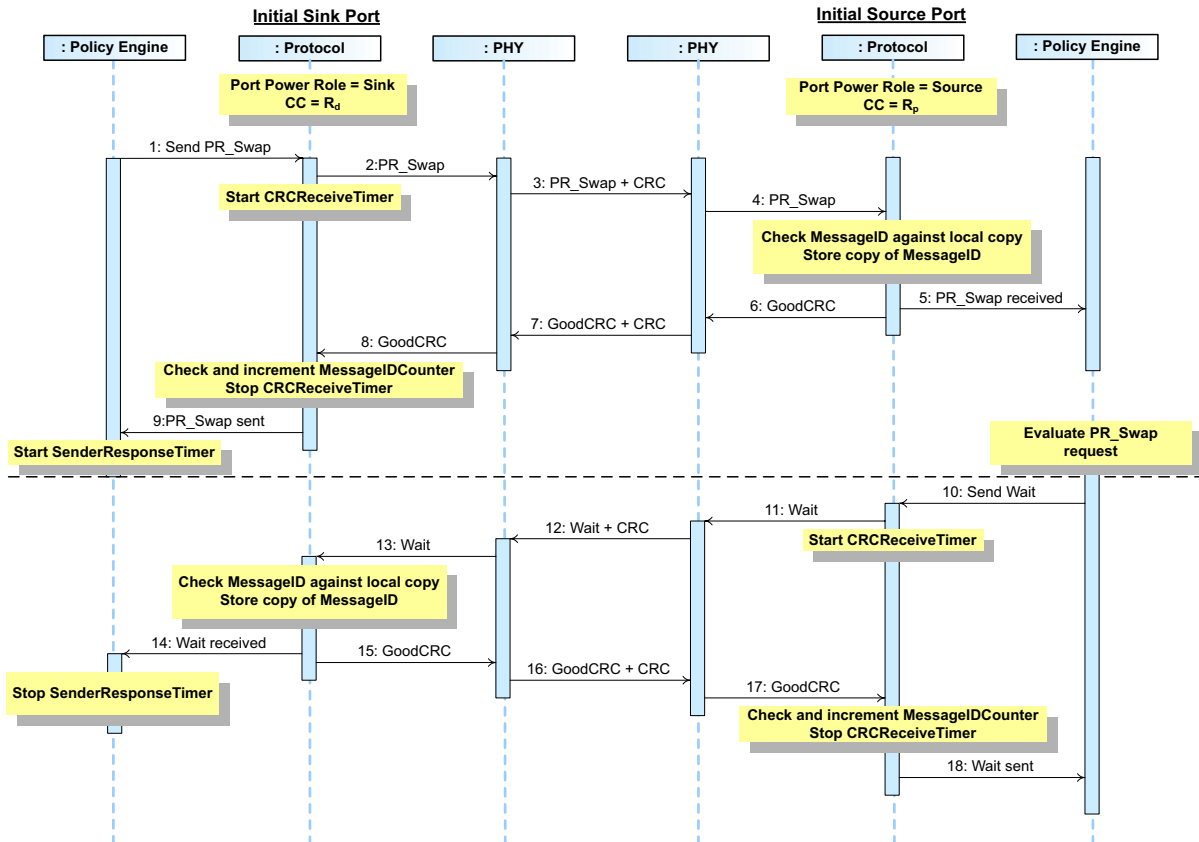 Initial Sink Port
Initial Source Port
: Policy Engine
: Protocol
: PHY
: PHY
: Protocol
: Policy Engine
Port Power Role = Sink
CC = Rd
Port Power Role = Source
CC = Rp
1: Send PR_Swap
2:PR_Swap
Start CRCReceiveTimer
3: PR_Swap + CRC
4: PR_Swap
Check MessageID against local copy
Store copy of MessageID
5: PR_Swap received
6: GoodCRC
7: GoodCRC + CRC
8: GoodCRC
Check and increment MessageIDCounter
Stop CRCReceiveTimer
9:PR_Swap sent
Start SenderResponseTimer
Evaluate PR_Swap
request
10: Send Wait
11: Wait
Start CRCReceiveTimer
12: Wait + CRC
13: Wait
Check MessageID against local copy
Store copy of MessageID
14: Wait received
15: GoodCRC
Stop SenderResponseTimer
16: GoodCRC + CRC
17: GoodCRC
Check and increment MessageIDCounter
Stop CRCReceiveTimer
18: Wait sent